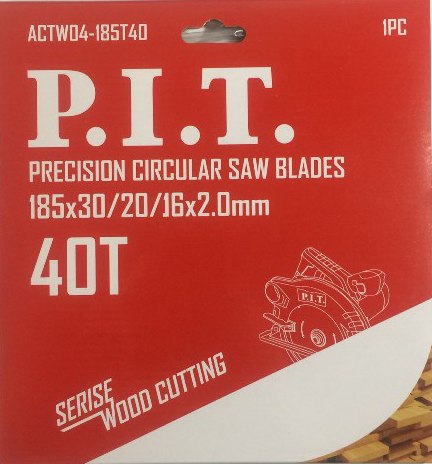 ACTW04-185T40
1PC
P.I.T.
PRECISION CIRCULAR SAW BLADES
185x30/20/16x2.0mm
40T
P.I.T.
SERISE
WOOD CUTTING